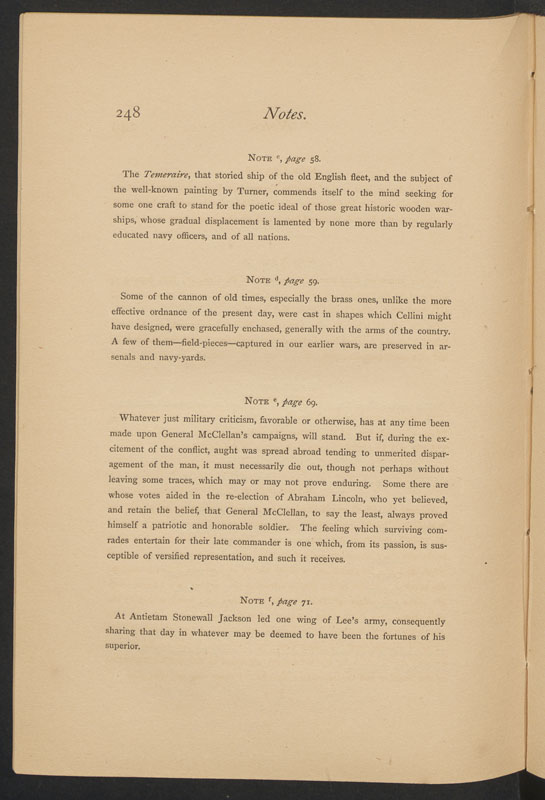 248
Notes.
NOTE c, page 58.
The Temeraire, that storied ship of the old English fleet, and the subject of
the well-known painting by Turner, commends itself to the mind seeking for
some one craft to stand for the poetic ideal of those great historic wooden war-
ships, whose gradual displacement is lamented by none more than by regularly
educated navy officers, and of all nations.
NOTE d, page 59.
Some of the cannon of old times, especially the brass ones, unlike the more
effective ordnance of the present day, were cast in shapes which Cellini might
have designed, were gracefully enchased, generally with the arms of the country.
A few of them—field-pieces—captured in our earlier wars, are preserved in ar-
senals and navy-yards.
NOTE e, page 69.
Whatever just military criticism, favorable or otherwise, has at any time been
made upon General McClellan's campaigns, will stand. But if, during the ex-
citement of the conflict, aught was spread abroad tending to unmerited dispar-
agement of the man, it must necessarily die out, though not perhaps without
leaving some traces, which may or may not prove enduring. Some there are
whose votes aided in the re-election of Abraham Lincoln, who yet believed,
and retain the belief, that General McClellan, to say the least, always proved
himself a patriotic and honorable soldier. The feeling which surviving com-
rades entertain for their late commander is one which, from its passion, is sus-
ceptible of versified representation, and such it receives.
NOTE f, page 71.
At Antietam Stonewall Jackson led one wing of Lee's army, consequently
sharing that day in whatever may be deemed to have been the fortunes of his
superior.